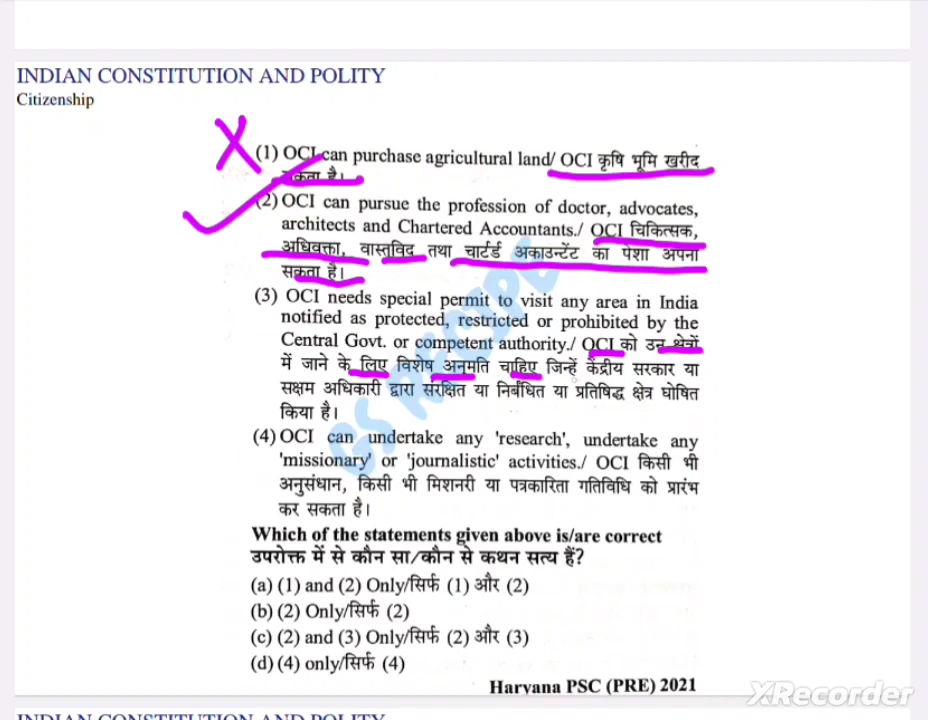 INDIAN CONSTITUTION AND POLITY
Citizenship
(1) OCI can purchase agricultural land/ OCI कृषि भूमि खरीद
सकता है।
(2) OCI can pursue the profession of doctor, advocates,
architects and Chartered Accountants./ OCI चिकित्सक,
अधिवक्ता, वास्तविद तथा चार्टर्ड अकाउन्टेंट का पेशा अपना
सकता है।
(3) OCI needs special permit to visit any area in India
notified as protected, restricted or prohibited by the
Central Govt. or competent authority./ OCI को उन क्षेत्रों
में जाने के लिए विशेष अनुमति चाहिए जिन्हें केंद्रीय सरकार या
सक्षम अधिकारी द्वारा संरक्षित या निर्बंधित या प्रतिषिद्ध क्षेत्र घोषित
किया है।
(4) OCI can undertake any 'research', undertake any
'missionary' or 'journalistic' activities./ OCI किसी भी
अनुसंधान, किसी भी मिशनरी या पत्रकारिता गतिविधि को प्रारंभ
कर सकता है।
Which of the statements given above is/are correct
उपरोक्त में से कौन सा/कौन से कथन सत्य हैं?
(a) (1) and (2) Only/सिर्फ (1) और (2)
(b) (2) Only/सिर्फ (2)
(c) (2) and (3) Only/सिर्फ (2) और (3)
(d) (4) only/सिर्फ (4)
Haryana PSC (PRE) 2021
XRecorder
INDIAN CONSTITUTION AND POLITY